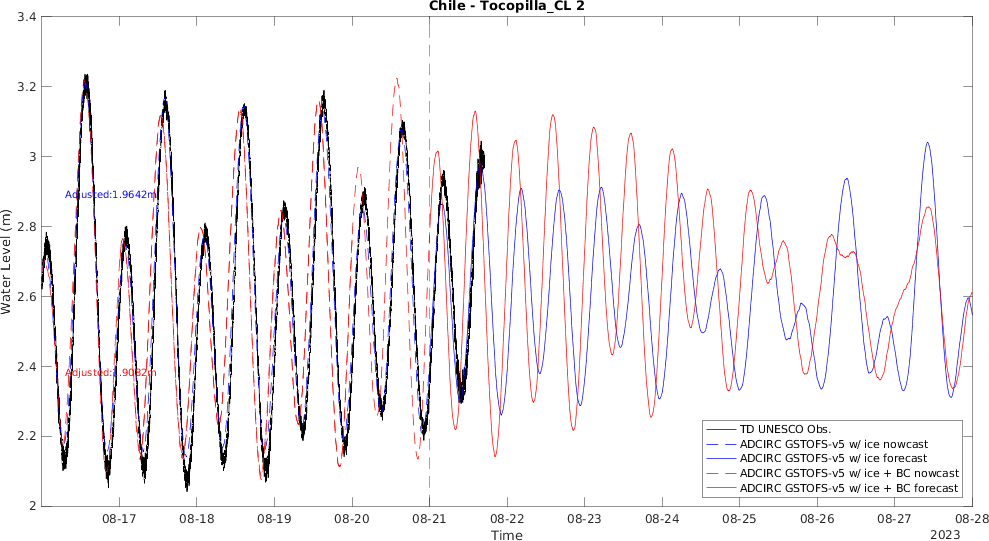 Chile - Tocopilla_CL 2
Water Level (m)
3.4
3.2
3
2.8
2.6
2.4
2.2
2
Adjusted:1.9642m
Adjusted:1.9082m
TD UNESCO Obs.
ADCIRC GSTOFS-v5 w/ ice nowcast
ADCIRC GSTOFS-v5 w/ ice forecast
ADCIRC GSTOFS-v5 w/ ice + BC nowcast
ADCIRC GSTOFS-v5 w/ ice + BC forecast
08-17 08-18 08-19 08-20 08-21 08-22 08-23 08-24 08-25 08-26 08-27 08-28
Time
2023